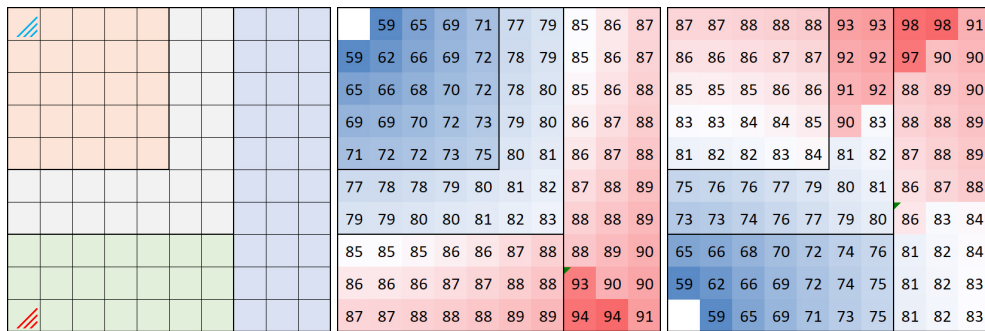 59 65 69 71 77 79 85 86 87 87 87 88 88 88 93 93 98 98 91
59 62 66 69 72 78 79 85 86 87 86 86 86 87 87 92 92 97 90 90
65 66 68 70 72 78 80 85 86 88 85 85 85 86 86 91 92 88 89 90
69 69 70 72 73 79 80 86 87 88 83 83 84 84 85 90 83 88 88 89
71 72 72 73 75 80 81 86 87 88 81 82 82 83 84 81 82 87 88 89
77 78 78 79 80 81 82 87 88 89 75 76 76 77 79 80 81 86 87 88
79 79 80 80 81 82 83 88 88 89 73 73 74 76 77 79 80 86 83 84
85 85 85 86 86 87 88 88 89 90 65 66 68 70 72 74 76 81 82 84
86 86 86 87 87 88 88 93 90 90 59 62 66 69 72 74 75 81 82 83
87 87 88 88 88 89 89 94 94 91 59 65 69 71 73 75 81 82 83